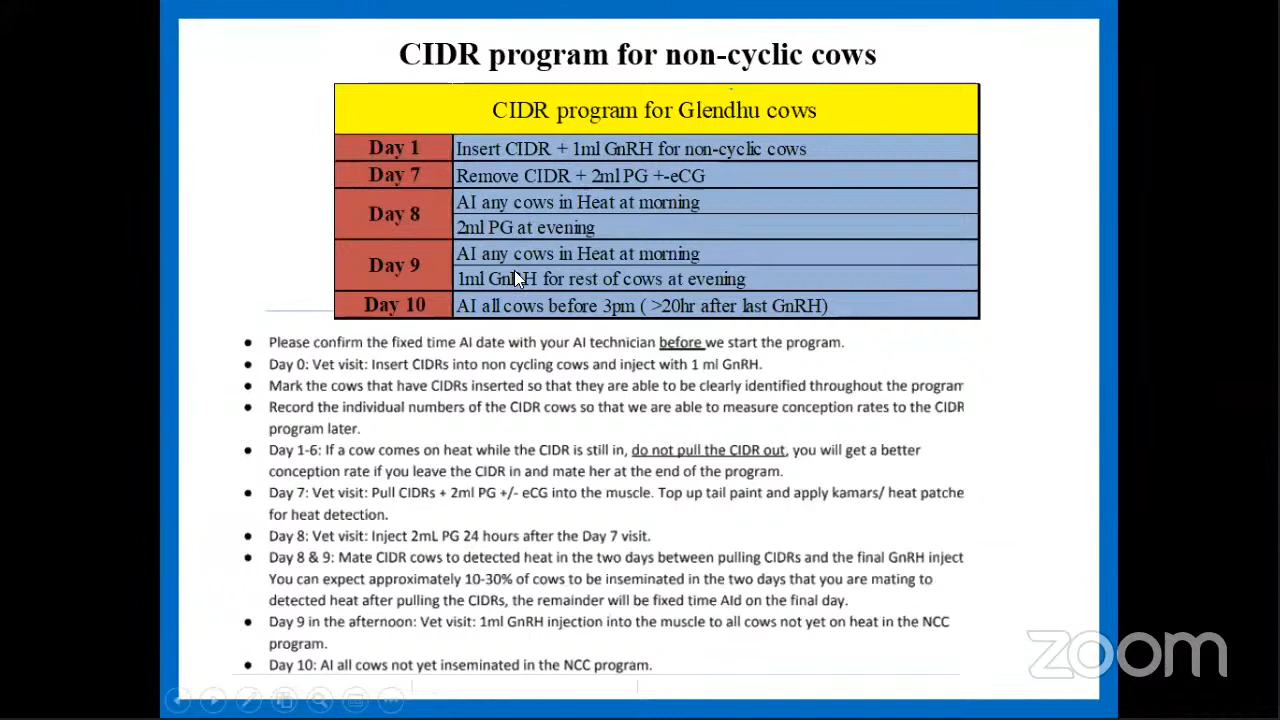 CIDR program for non-cyclic cows
CIDR program for Glendhu cows
Day 1 Insert CIDR + 1ml GnRH for non-cyclic cows
Day 7 Remove CIDR + 2ml PG +-eCG
Day 8 AI any cows in Heat at morning
2ml PG at evening
Day 9 AI any cows in Heat at morning
1ml GnRH for rest of cows at evening
Day 10 AI all cows before 3pm ( >20hr after last GnRH)
• Please confirm the fixed time AI date with your AI technician before we start the program.
• Day 0: Vet visit: Insert CIDRs into non cycling cows and inject with 1 ml GnRH.
• Mark the cows that have CIDRs inserted so that they are able to be clearly identified throughout the program
• Record the individual numbers of the CIDR cows so that we are able to measure conception rates to the CIDR
program later.
• Day 1-6: If a cow comes on heat while the CIDR is still in, do not pull the CIDR out, you will get a better
conception rate if you leave the CIDR in and mate her at the end of the program.
• Day 7: Vet visit: Pull CIDRs + 2ml PG +/- eCG into the muscle. Top up tail paint and apply kamars/ heat patche
for heat detection.
• Day 8: Vet visit: Inject 2mL PG 24 hours after the Day 7 visit.
• Day 8 & 9: Mate CIDR cows to detected heat in the two days between pulling CIDRs and the final GnRH inject
You can expect approximately 10-30% of cows to be inseminated in the two days that you are mating to
detected heat after pulling the CIDRs, the remainder will be fixed time AId on the final day.
• Day 9 in the afternoon: Vet visit: 1ml GnRH injection into the muscle to all cows not yet on heat in the NCC
program.
• Day 10: AI all cows not yet inseminated in the NCC program.
zoom